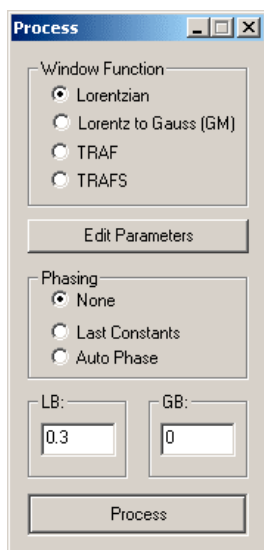 Process
Window Function
Lorentzian
Lorentz to Gauss (GM)
TRAF
TRAFS
Edit Parameters
Phasing
None
Last Constants
Auto Phase
LB: GB:
0.3 0
Process